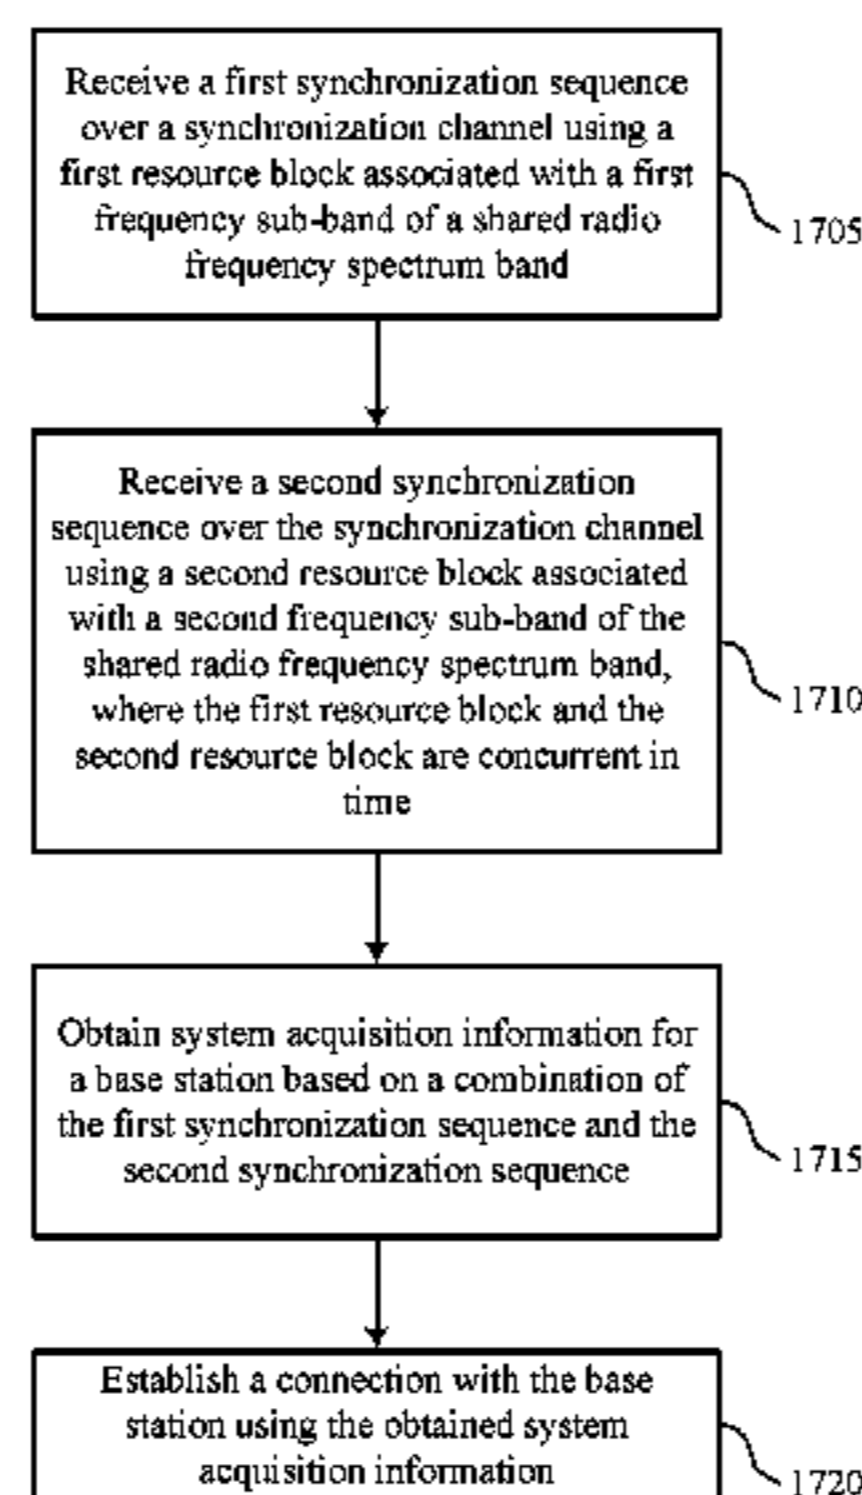 Receive a first synchronization sequence
over a synchronization channel using a
first resource block associated with a first
frequency sub-band of a shared radio
frequency spectrum band
1705
Receive a second synchronization
sequence over the synchronization channel
using a second resource block associated
with a second frequency sub-band of the
shared radio frequency spectrum band,
where the first resource block and the
second resource block are concurrent in
time
1710
Obtain system acquisition information for
a base station based on a combination of
the first synchronization sequence and the
second synchronization sequence
1715
Establish a connection with the base
station using the obtained system
acquisition information
1720